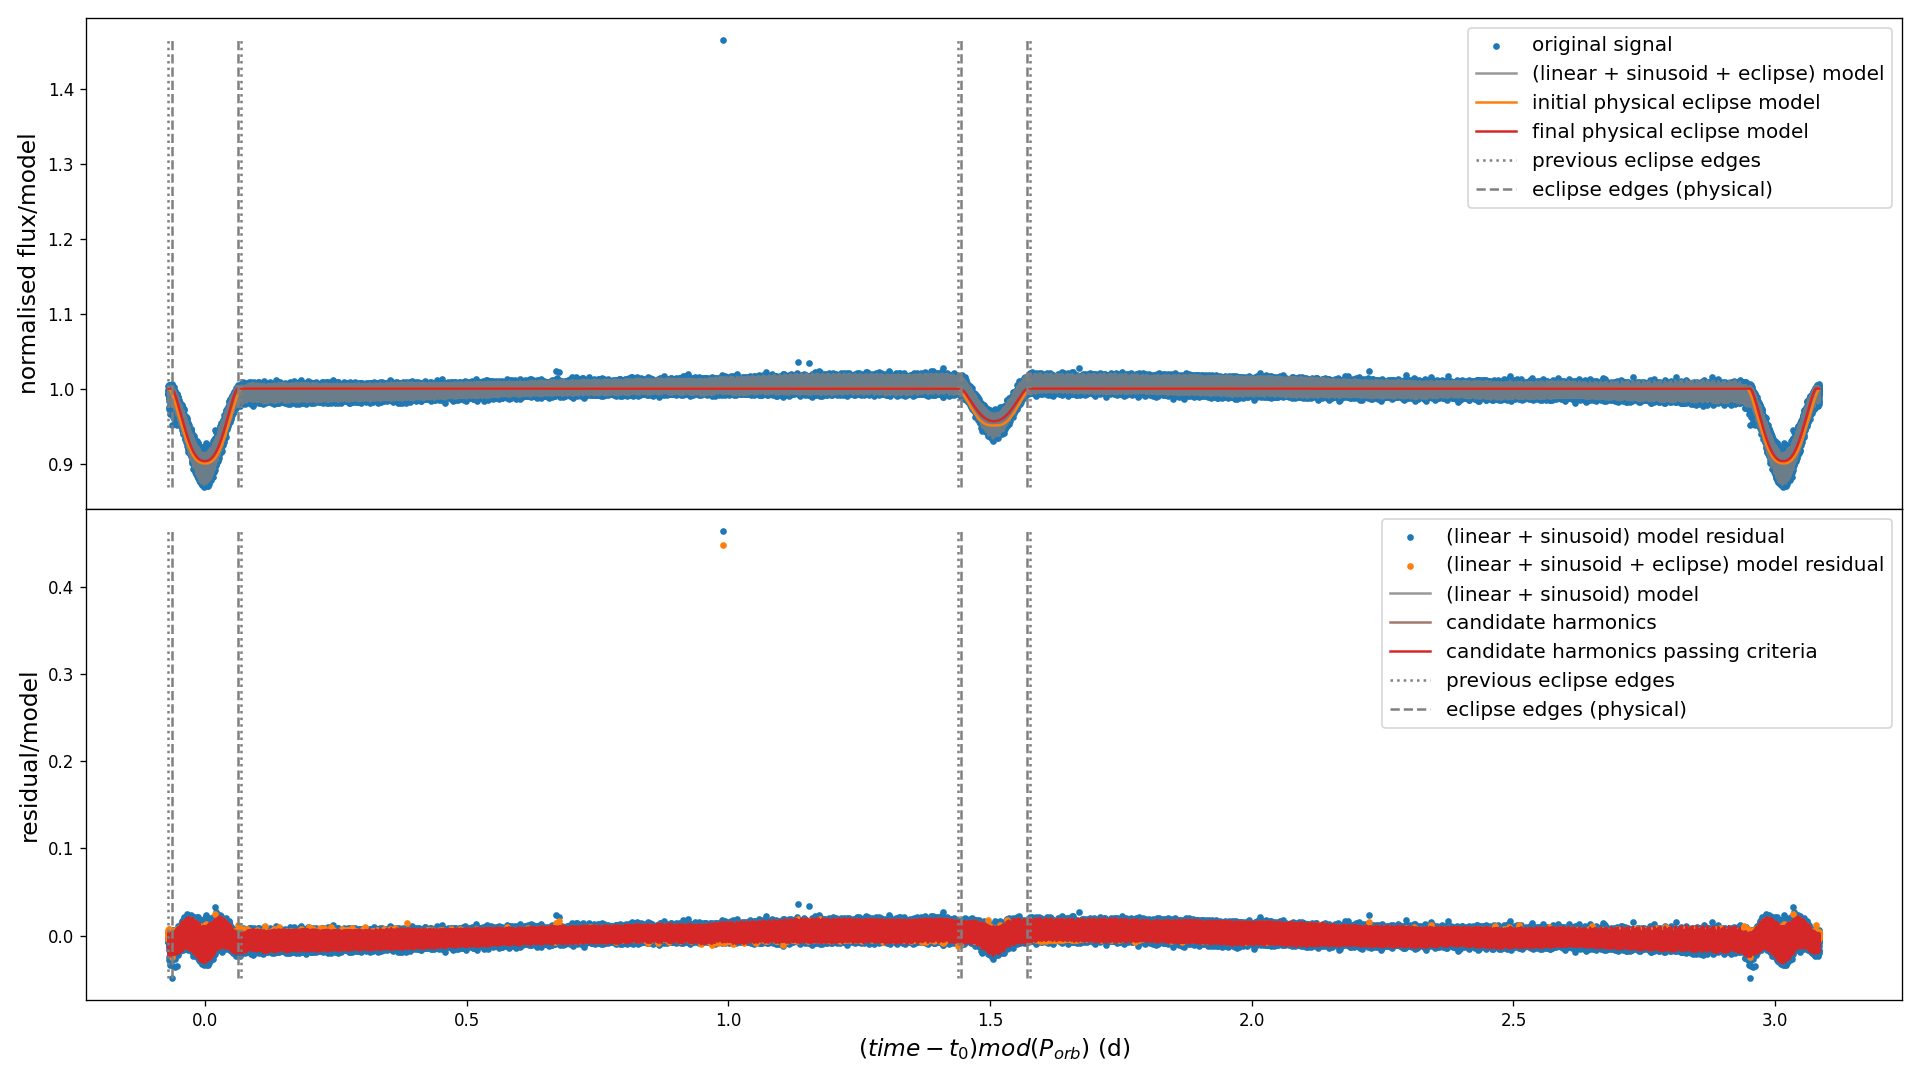 normalised flux/model
1.4
1.3
1.2
1.1
1.0
0.9
original signal
(linear + sinusoid + eclipse) model
initial physical eclipse model
final physical eclipse model
previous eclipse edges
eclipse edges (physical)
residual/model
0.4
0.3
0.2
0.1
0.0
(linear + sinusoid) model residual
(linear + sinusoid + eclipse) model residual
(linear + sinusoid) model
candidate harmonics
candidate harmonics passing criteria
previous eclipse edges
eclipse edges (physical)
0.0 0.5 1.0 1.5 2.0 2.5 3.0
(time − t₀)mod(Pₒᵣb) (d)